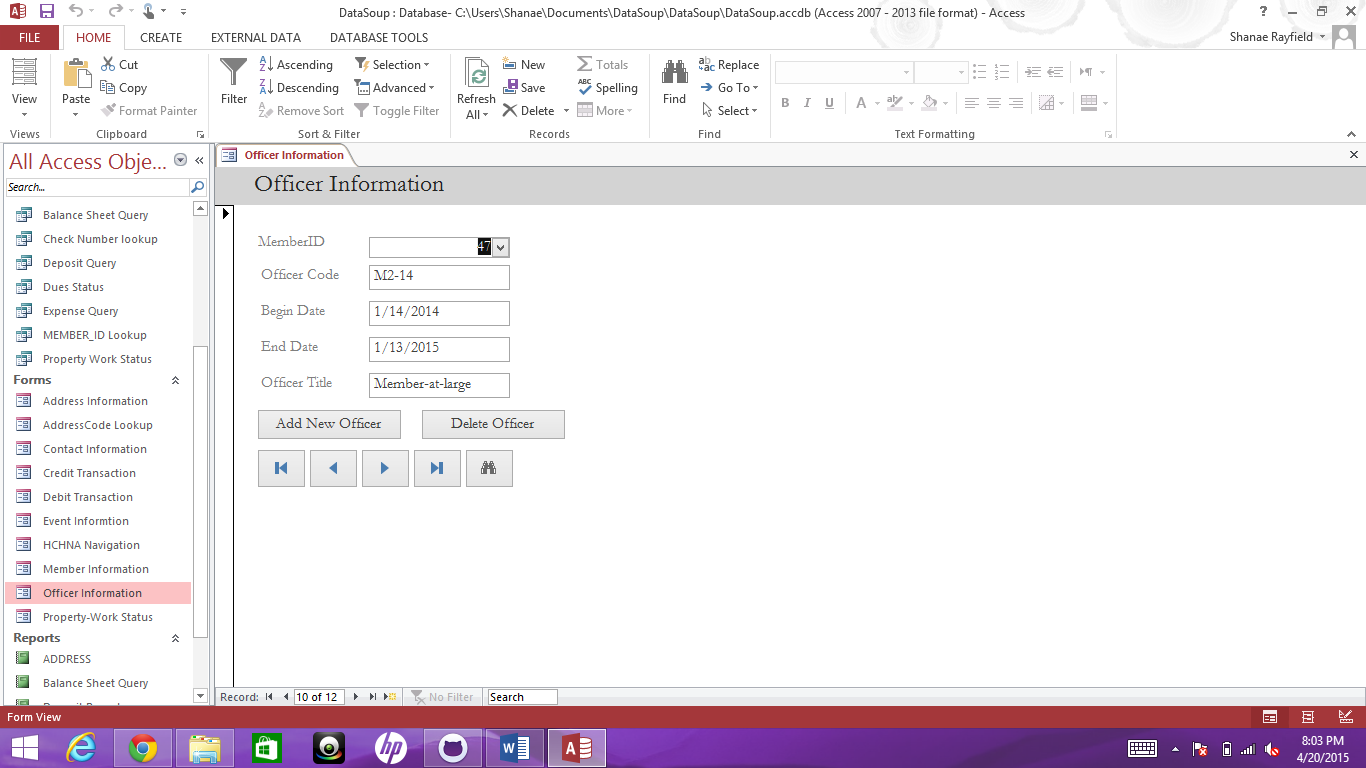 DataSoup : Database- C:\Users\Shanae\Documents\DataSoup\DataSoup\DataSoup.accdb (Access 2007 - 2013 file format) - Access
FILE HOME CREATE EXTERNAL DATA DATABASE TOOLS Shanae Rayfield
View
Views
Paste
Cut
Copy
Format Painter
Clipboard
Filter
Ascending
Descending
Remove Sort
Selection
Advanced
Toggle Filter
Sort & Filter
Refresh
All
New
Save
Delete
Totals
Spelling
More
Records
Find
Replace
Go To
Select
Find
B I U A
Text Formatting
All Access Obje...
Search...
Balance Sheet Query
Check Number lookup
Deposit Query
Dues Status
Expense Query
MEMBER_ID Lookup
Property Work Status
Forms
Address Information
AddressCode Lookup
Contact Information
Credit Transaction
Debit Transaction
Event Informtion
HCHNA Navigation
Member Information
Officer Information
Property-Work Status
Reports
ADDRESS
Balance Sheet Query
Officer Information
Officer Information
MemberID 47
Officer Code M2-14
Begin Date 1/14/2014
End Date 1/13/2015
Officer Title Member-at-large
Add New Officer Delete Officer
Record: 10 of 12 No Filter Search
Form View
8:03 PM
4/20/2015